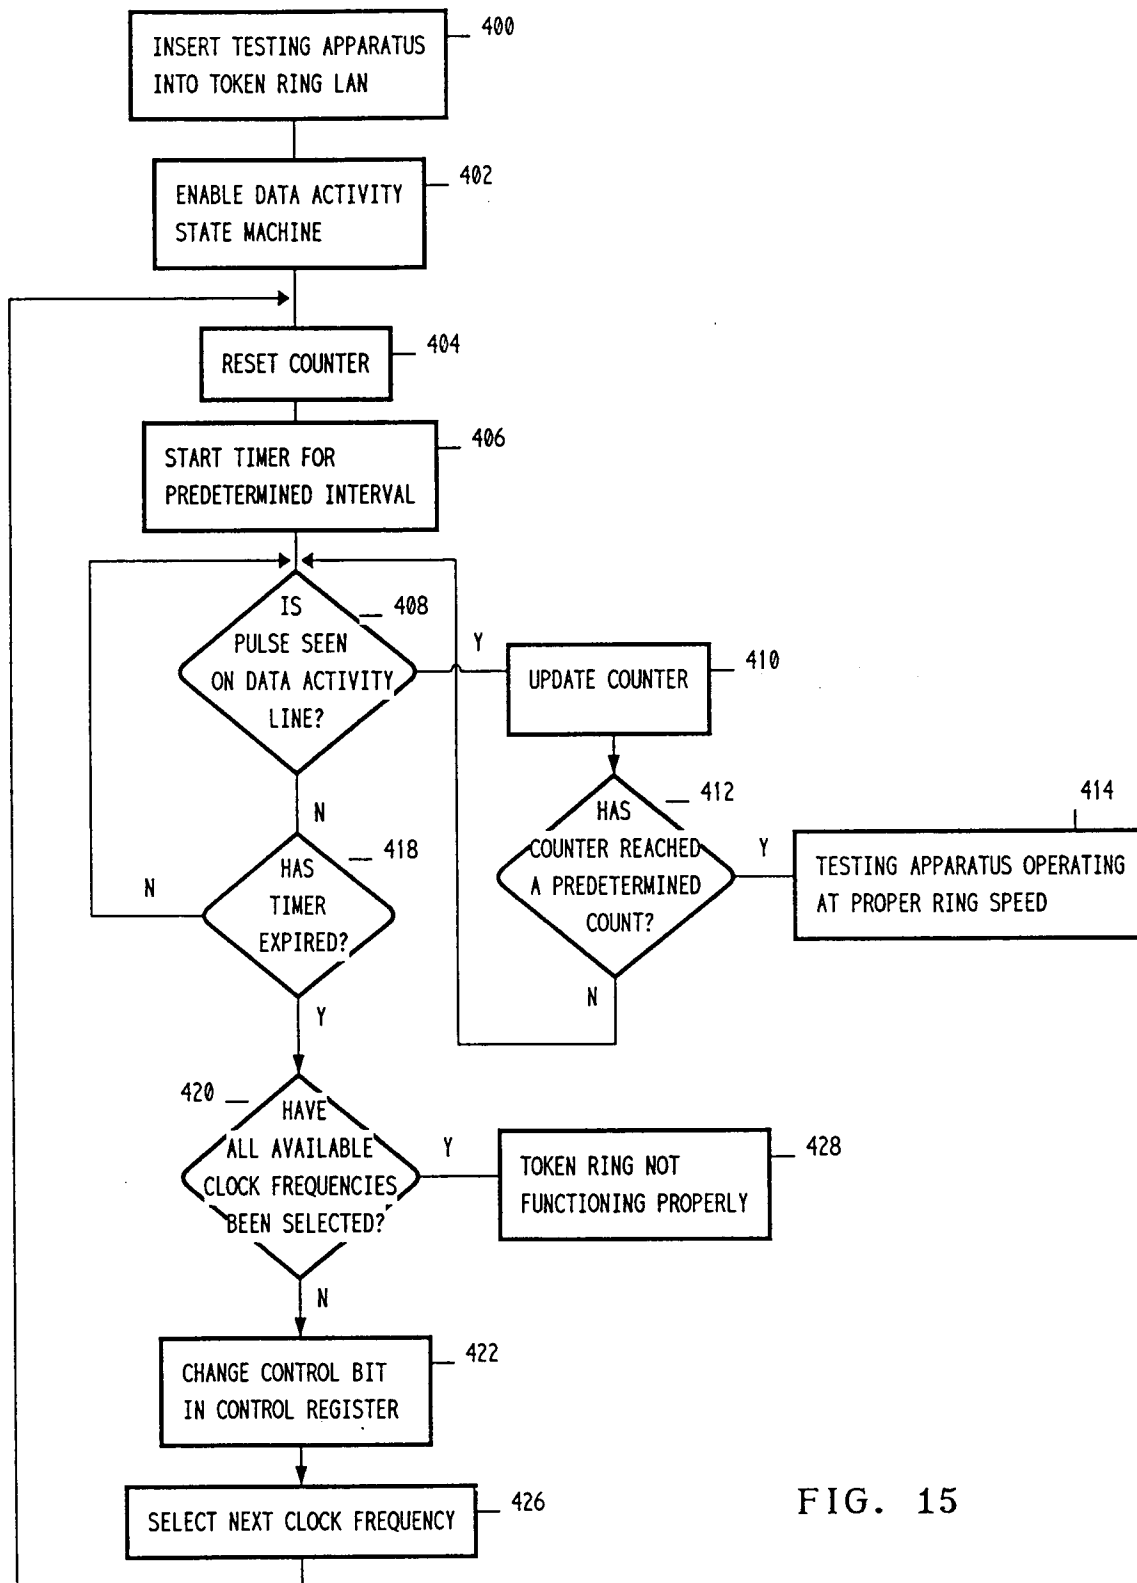 INSERT TESTING APPARATUS
INTO TOKEN RING LAN
400
ENABLE DATA ACTIVITY
STATE MACHINE
402
RESET COUNTER
404
START TIMER FOR
PREDETERMINED INTERVAL
406
IS
PULSE SEEN
ON DATA ACTIVITY
LINE?
408
Y
UPDATE COUNTER
410
N
HAS
COUNTER REACHED
A PREDETERMINED
COUNT?
412
Y
TESTING APPARATUS OPERATING
AT PROPER RING SPEED
414
N
HAS
TIMER
EXPIRED?
418
N
Y
HAVE
ALL AVAILABLE
CLOCK FREQUENCIES
BEEN SELECTED?
420
Y
TOKEN RING NOT
FUNCTIONING PROPERLY
428
N
CHANGE CONTROL BIT
IN CONTROL REGISTER
422
SELECT NEXT CLOCK FREQUENCY
426
FIG. 15